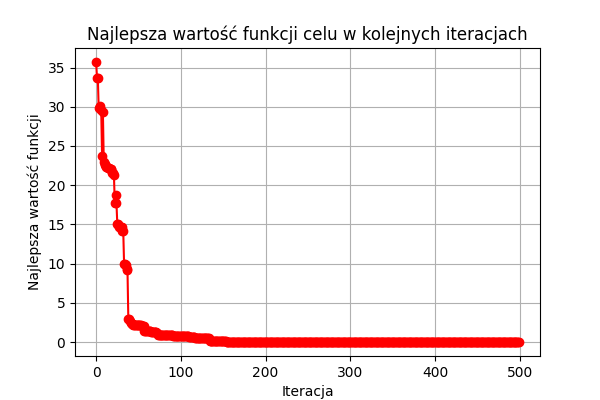 Najlepsza wartość funkcji celu w kolejnych iteracjach
Najlepsza wartość funkcji
35
30
25
20
15
10
5
0
0 100 200 300 400 500
Iteracja